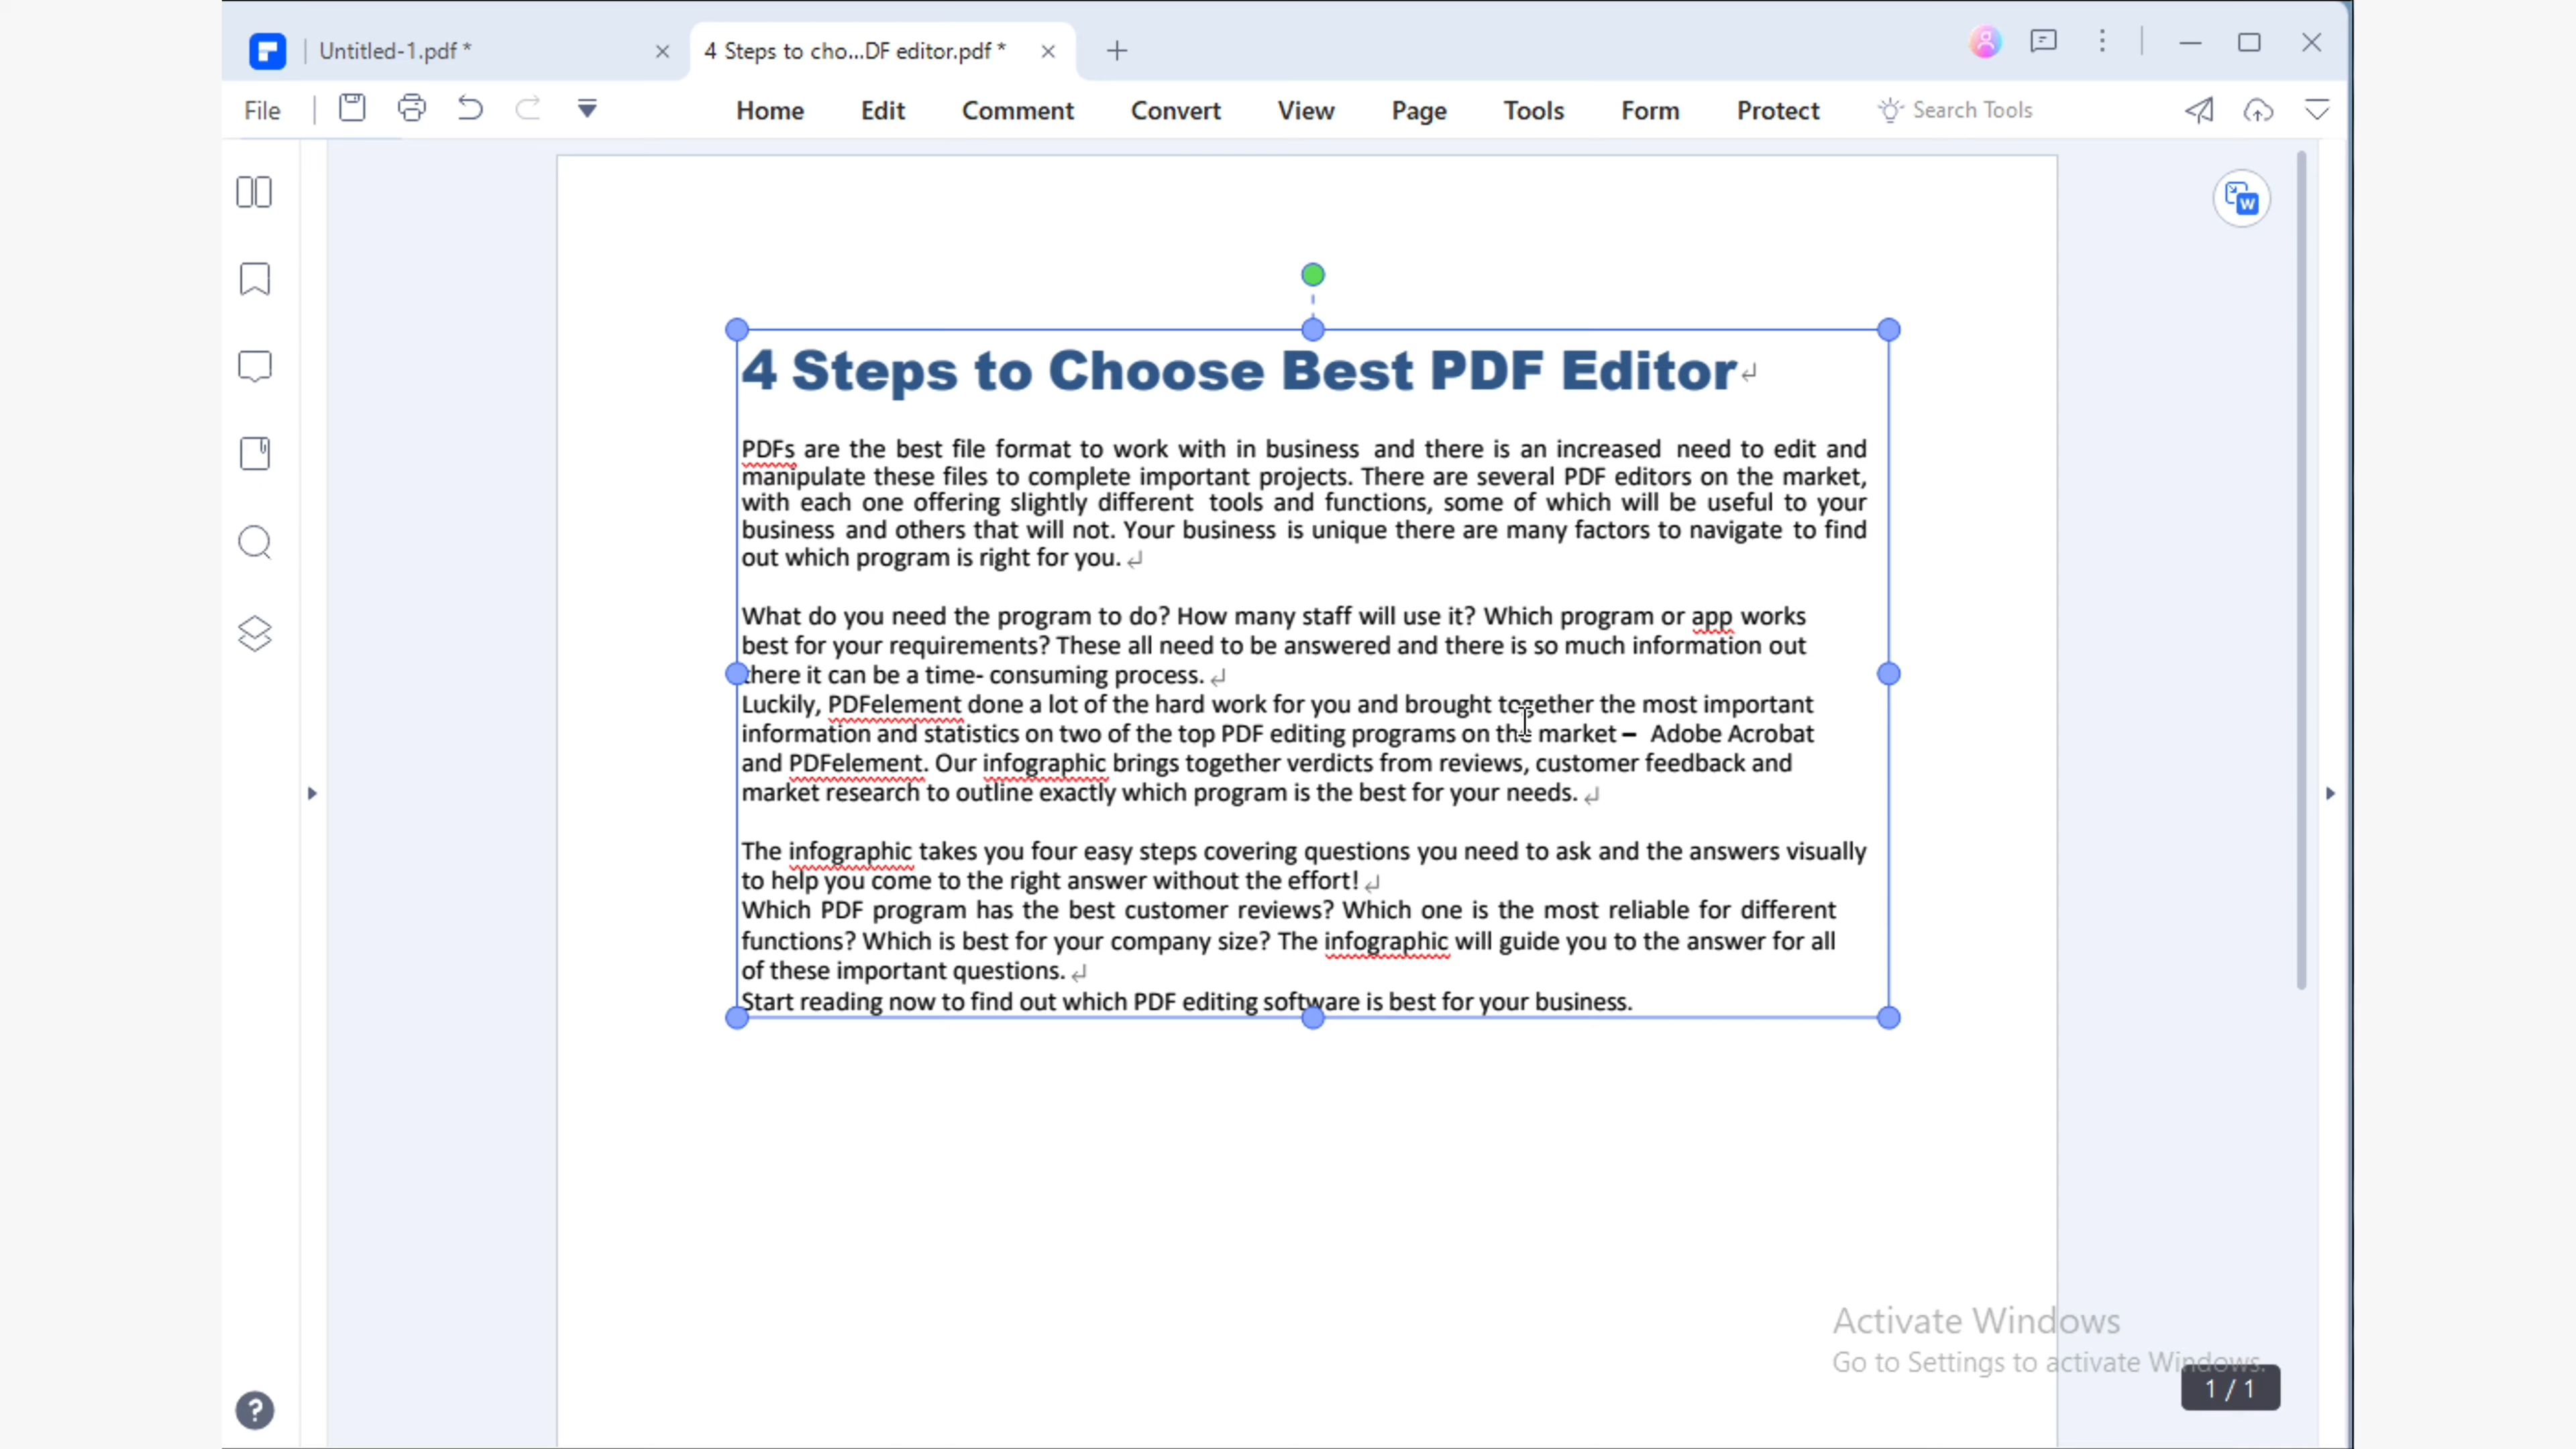 Untitled-1.pdf *
4 Steps to cho...DF editor.pdf *
File
Home Edit Comment Convert View Page Tools Form Protect Search Tools
W
4 Steps to Choose Best PDF Editor
PDFs are the best file format to work with in business and there is an increased need to edit and
manipulate these files to complete important projects. There are several PDF editors on the market,
with each one offering slightly different tools and functions, some of which will be useful to your
business and others that will not. Your business is unique there are many factors to navigate to find
out which program is right for you.
What do you need the program to do? How many staff will use it? Which program or app works
best for your requirements? These all need to be answered and there is so much information out
there it can be a time- consuming process.
Luckily, PDFelement done a lot of the hard work for you and brought together the most important
information and statistics on two of the top PDF editing programs on the market – Adobe Acrobat
and PDFelement. Our infographic brings together verdicts from reviews, customer feedback and
market research to outline exactly which program is the best for your needs.
The infographic takes you four easy steps covering questions you need to ask and the answers visually
to help you come to the right answer without the effort!
Which PDF program has the best customer reviews? Which one is the most reliable for different
functions? Which is best for your company size? The infographic will guide you to the answer for all
of these important questions.
Start reading now to find out which PDF editing software is best for your business.
Activate Windows
Go to Settings to activate Windows.
1 / 1
?